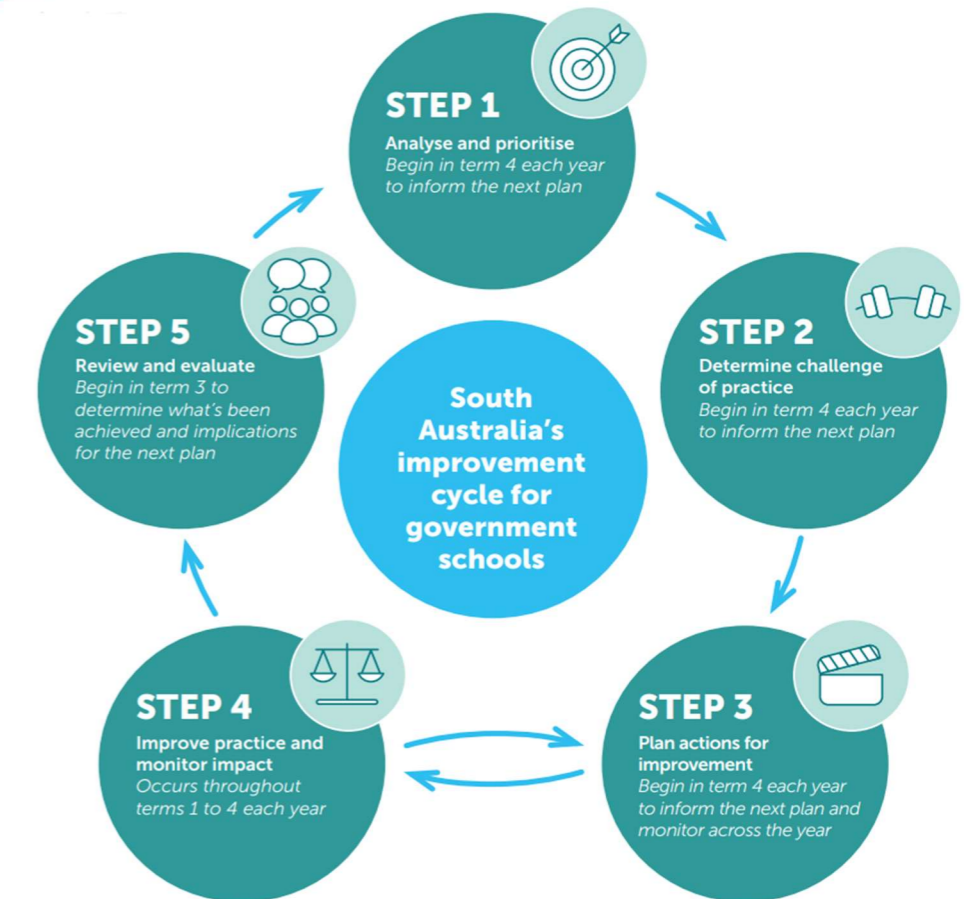 STEP 1
Analyse and prioritise
Begin in term 4 each year
to inform the next plan
STEP 2
Determine challenge
of practice
Begin in term 4 each year
to inform the next plan
STEP 3
Plan actions for
improvement
Begin in term 4 each year
to inform the next plan and
monitor across the year
STEP 4
Improve practice and
monitor impact
Occurs throughout
terms 1 to 4 each year
STEP 5
Review and evaluate
Begin in term 3 to
determine what's been
achieved and implications
for the next plan
South
Australia's
improvement
cycle for
government
schools